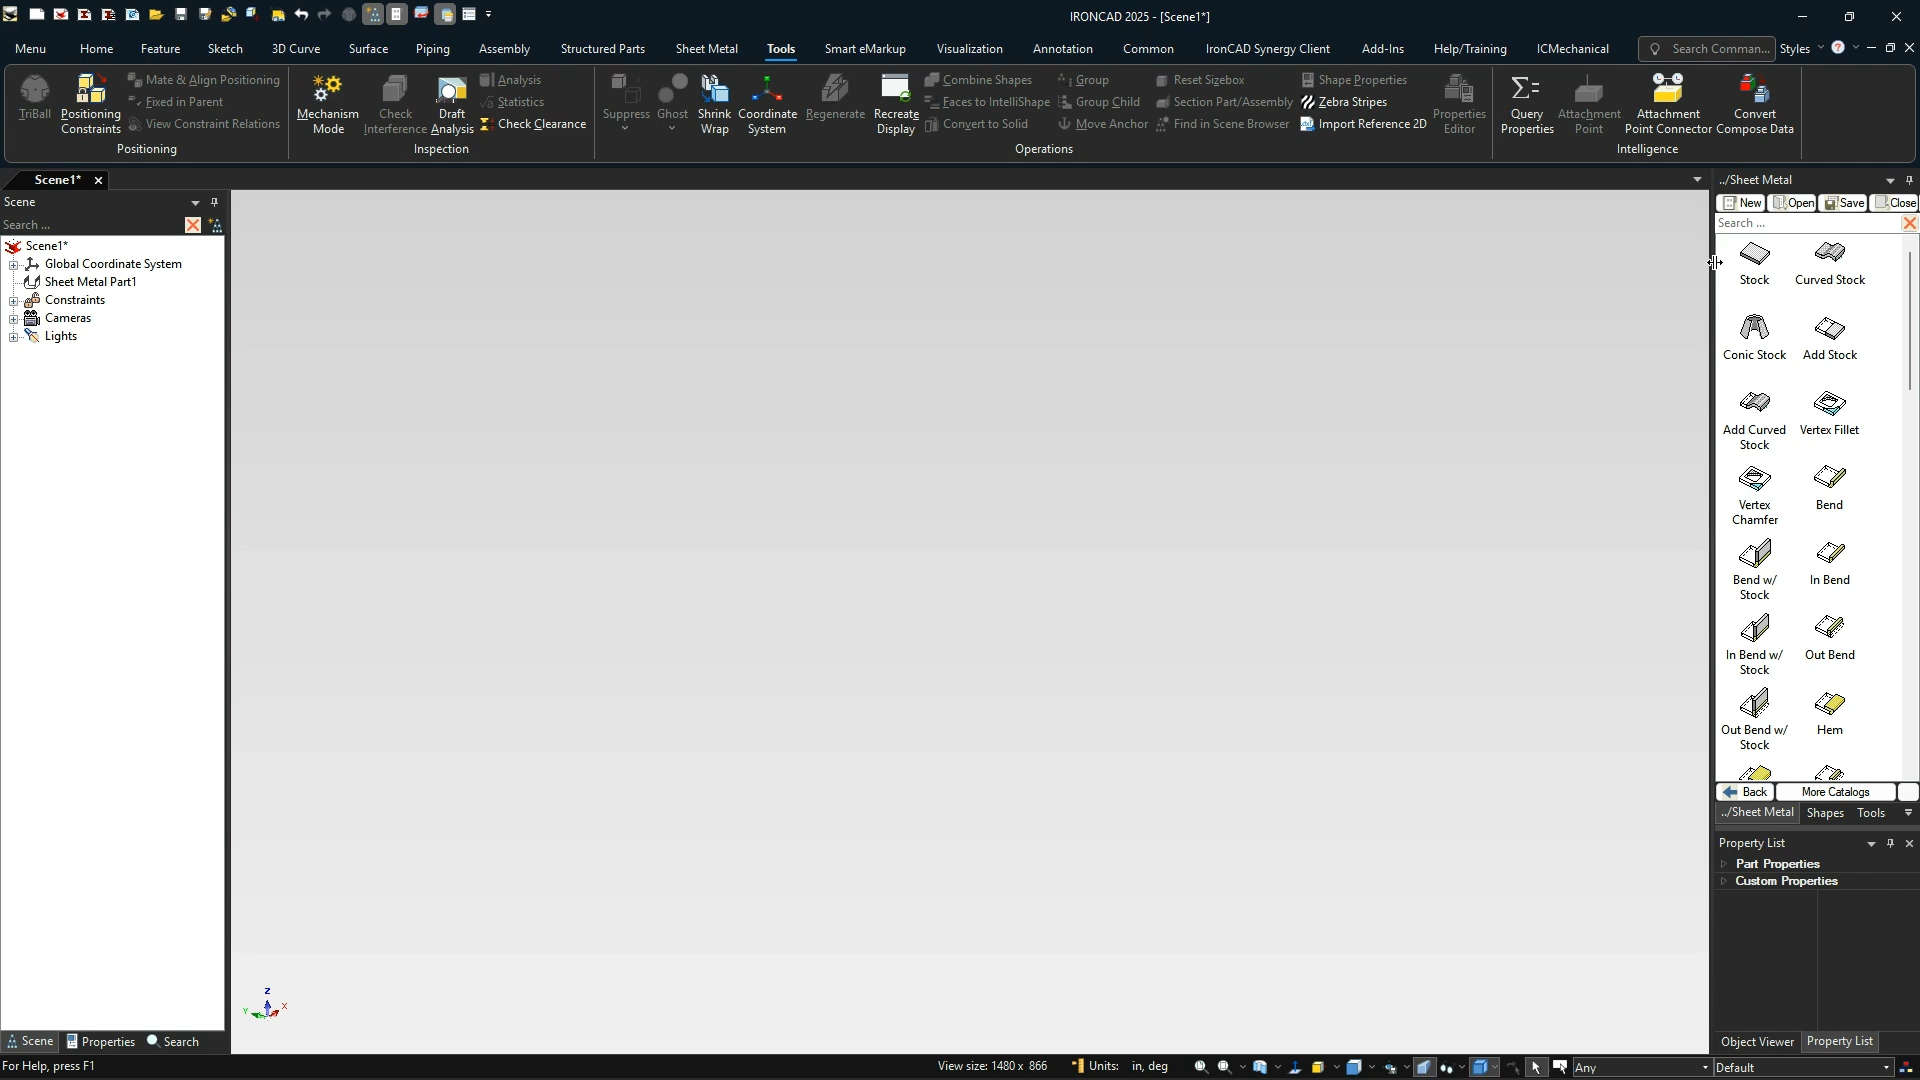 IRONCAD 2025 - [Scene1*]
Menu Home Feature Sketch 3D Curve Surface Piping Assembly Structured Parts Sheet Metal Tools Smart eMarkup Visualization Annotation Common IronCAD Synergy Client Add-Ins Help/Training ICMechanical Search Comman... Styles
TriBall
Positioning Constraints
Mate & Align Positioning
Fixed in Parent
View Constraint Relations
Positioning
Mechanism Mode
Check Interference
Draft Analysis
Analysis
Statistics
Check Clearance
Inspection
Suppress
Ghost
Shrink Wrap
Coordinate System
Regenerate
Recreate Display
Combine Shapes
Faces to IntelliShape
Convert to Solid
Group
Group Child
Move Anchor
Reset Sizebox
Section Part/Assembly
Find in Scene Browser
Shape Properties
Zebra Stripes
Import Reference 2D
Properties Editor
Operations
Query Properties
Attachment Point
Attachment Point Connector
Convert Compose Data
Intelligence
Scene1*
Scene
Search ...
Scene1*
Global Coordinate System
Sheet Metal Part1
Constraints
Cameras
Lights
Z
Y
X
../Sheet Metal
New Open Save Close
Search ...
Stock
Curved Stock
Conic Stock
Add Stock
Add Curved Stock
Vertex Fillet
Vertex Chamfer
Bend
Bend w/ Stock
In Bend
In Bend w/ Stock
Out Bend
Out Bend w/ Stock
Hem
Back More Catalogs
../Sheet Metal Shapes Tools
Property List
Part Properties
Custom Properties
Object Viewer Property List
Scene Properties Search
For Help, press F1
View size: 1480 x 866
Units: in, deg
Any
Default